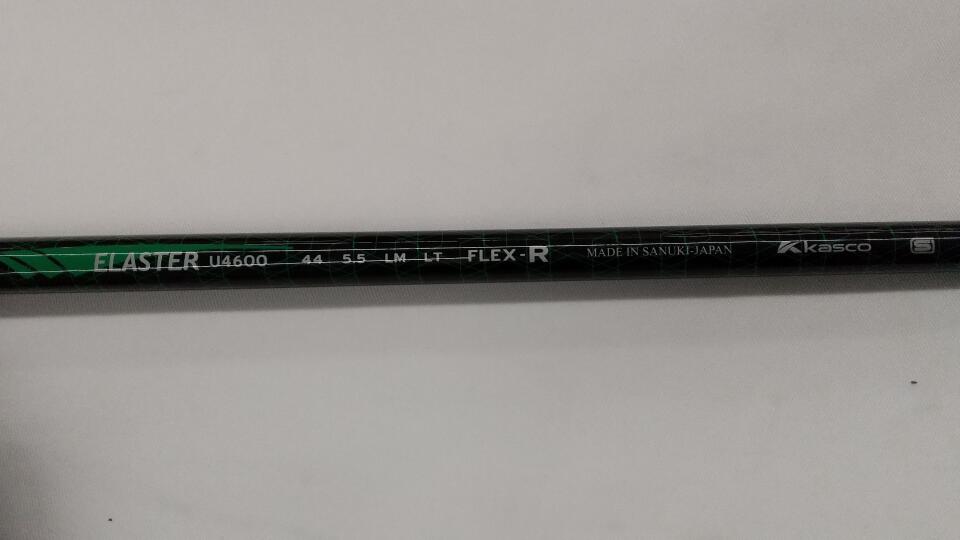 ELASTER U4600 44 5.5 LM LT FLEX-R MADE IN SANUKI-JAPAN kasco S